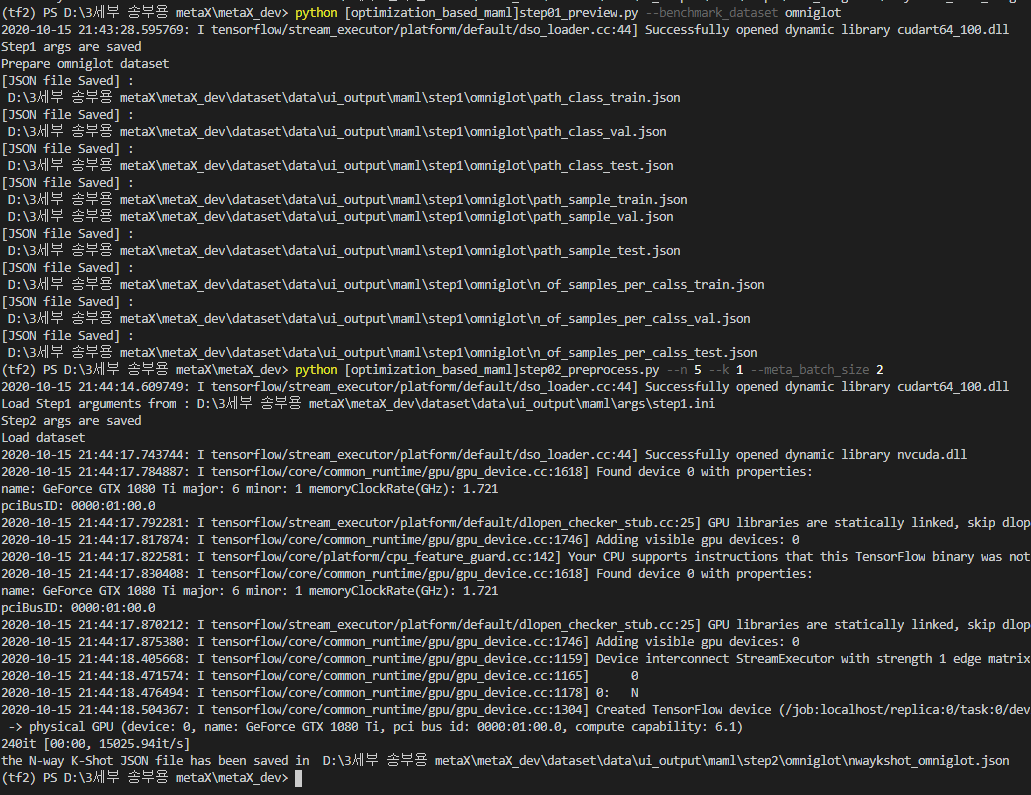 (tf2) PS D:\3세부 송부용 metaX\metaX_dev> python [optimization_based_maml]step01_preview.py --benchmark_dataset omniglot
2020-10-15 21:43:28.595769: I tensorflow/stream_executor/platform/default/dso_loader.cc:44] Successfully opened dynamic library cudart64_100.dll
Step1 args are saved
Prepare omniglot dataset
[JSON file Saved] :
D:\3세부 송부용 metaX\metaX_dev\dataset\data\ui_output\maml\step1\omniglot\path_class_train.json
[JSON file Saved] :
D:\3세부 송부용 metaX\metaX_dev\dataset\data\ui_output\maml\step1\omniglot\path_class_val.json
[JSON file Saved] :
D:\3세부 송부용 metaX\metaX_dev\dataset\data\ui_output\maml\step1\omniglot\path_class_test.json
[JSON file Saved] :
D:\3세부 송부용 metaX\metaX_dev\dataset\data\ui_output\maml\step1\omniglot\path_sample_train.json
D:\3세부 송부용 metaX\metaX_dev\dataset\data\ui_output\maml\step1\omniglot\path_sample_val.json
[JSON file Saved] :
D:\3세부 송부용 metaX\metaX_dev\dataset\data\ui_output\maml\step1\omniglot\path_sample_test.json
[JSON file Saved] :
D:\3세부 송부용 metaX\metaX_dev\dataset\data\ui_output\maml\step1\omniglot\n_of_samples_per_calss_train.json
[JSON file Saved] :
D:\3세부 송부용 metaX\metaX_dev\dataset\data\ui_output\maml\step1\omniglot\n_of_samples_per_calss_val.json
[JSON file Saved] :
D:\3세부 송부용 metaX\metaX_dev\dataset\data\ui_output\maml\step1\omniglot\n_of_samples_per_calss_test.json
(tf2) PS D:\3세부 송부용 metaX\metaX_dev> python [optimization_based_maml]step02_preprocess.py --n 5 --k 1 --meta_batch_size 2
2020-10-15 21:44:14.609749: I tensorflow/stream_executor/platform/default/dso_loader.cc:44] Successfully opened dynamic library cudart64_100.dll
Load Step1 arguments from : D:\3세부 송부용 metaX\metaX_dev\dataset\data\ui_output\maml\args\step1.ini
Step2 args are saved
Load dataset
2020-10-15 21:44:17.743744: I tensorflow/stream_executor/platform/default/dso_loader.cc:44] Successfully opened dynamic library nvcuda.dll
2020-10-15 21:44:17.784887: I tensorflow/core/common_runtime/gpu/gpu_device.cc:1618] Found device 0 with properties:
name: GeForce GTX 1080 Ti major: 6 minor: 1 memoryClockRate(GHz): 1.721
pciBusID: 0000:01:00.0
2020-10-15 21:44:17.792281: I tensorflow/stream_executor/platform/default/dlopen_checker_stub.cc:25] GPU libraries are statically linked, skip dlop
2020-10-15 21:44:17.817874: I tensorflow/core/common_runtime/gpu/gpu_device.cc:1746] Adding visible gpu devices: 0
2020-10-15 21:44:17.822581: I tensorflow/core/platform/cpu_feature_guard.cc:142] Your CPU supports instructions that this TensorFlow binary was not
2020-10-15 21:44:17.830408: I tensorflow/core/common_runtime/gpu/gpu_device.cc:1618] Found device 0 with properties:
name: GeForce GTX 1080 Ti major: 6 minor: 1 memoryClockRate(GHz): 1.721
pciBusID: 0000:01:00.0
2020-10-15 21:44:17.870212: I tensorflow/stream_executor/platform/default/dlopen_checker_stub.cc:25] GPU libraries are statically linked, skip dlop
2020-10-15 21:44:17.875380: I tensorflow/core/common_runtime/gpu/gpu_device.cc:1746] Adding visible gpu devices: 0
2020-10-15 21:44:18.405668: I tensorflow/core/common_runtime/gpu/gpu_device.cc:1159] Device interconnect StreamExecutor with strength 1 edge matrix
2020-10-15 21:44:18.471574: I tensorflow/core/common_runtime/gpu/gpu_device.cc:1165]      0
2020-10-15 21:44:18.476494: I tensorflow/core/common_runtime/gpu/gpu_device.cc:1178] 0:   N
2020-10-15 21:44:18.504367: I tensorflow/core/common_runtime/gpu/gpu_device.cc:1304] Created TensorFlow device (/job:localhost/replica:0/task:0/dev
-> physical GPU (device: 0, name: GeForce GTX 1080 Ti, pci bus id: 0000:01:00.0, compute capability: 6.1)
240it [00:00, 15025.94it/s]
the N-way K-Shot JSON file has been saved in  D:\3세부 송부용 metaX\metaX_dev\dataset\data\ui_output\maml\step2\omniglot\nwaykshot_omniglot.json
(tf2) PS D:\3세부 송부용 metaX\metaX_dev>